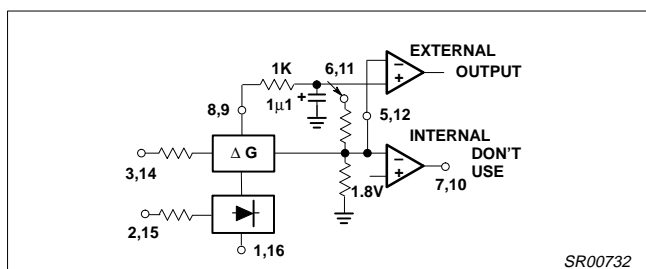 EXTERNAL
1K
6,11
OUTPUT
−
+
+
1µ1
8,9
5,12
INTERNAL
DON'T
USE
Δ G
−
+
3,14
1.8V
7,10
2,15
1,16
SR00732